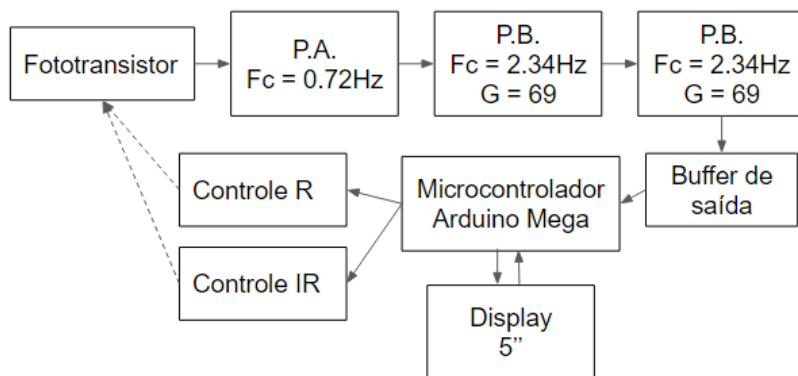 Fototransistor
P.A.
Fc = 0.72Hz
P.B.
Fc = 2.34Hz
G = 69
P.B.
Fc = 2.34Hz
G = 69
Buffer de
saída
Microcontrolador
Arduino Mega
Controle R
Controle IR
Display
5’’